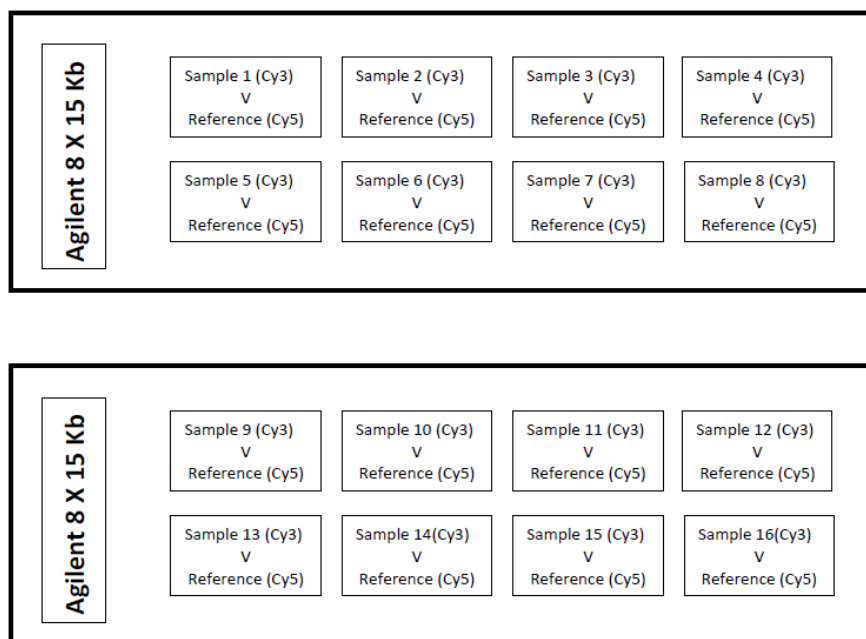 Agilent 8 X 15 Kb
Sample 1 (Cy3)
V
Reference (Cy5)
Sample 2 (Cy3)
V
Reference (Cy5)
Sample 3 (Cy3)
V
Reference (Cy5)
Sample 4 (Cy3)
V
Reference (Cy5)
Sample 5 (Cy3)
V
Reference (Cy5)
Sample 6 (Cy3)
V
Reference (Cy5)
Sample 7 (Cy3)
V
Reference (Cy5)
Sample 8 (Cy3)
V
Reference (Cy5)
Agilent 8 X 15 Kb
Sample 9 (Cy3)
V
Reference (Cy5)
Sample 10 (Cy3)
V
Reference (Cy5)
Sample 11 (Cy3)
V
Reference (Cy5)
Sample 12 (Cy3)
V
Reference (Cy5)
Sample 13 (Cy3)
V
Reference (Cy5)
Sample 14(Cy3)
V
Reference (Cy5)
Sample 15 (Cy3)
V
Reference (Cy5)
Sample 16(Cy3)
V
Reference (Cy5)